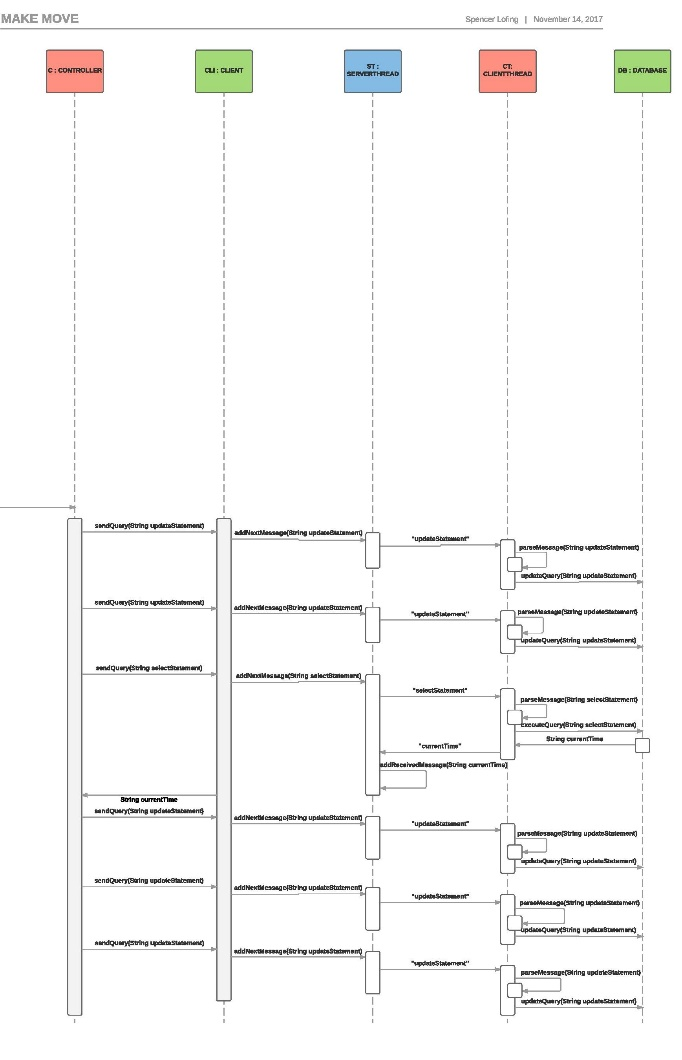 MAKE MOVE
Spencer Lofing | November 14, 2017
C : CONTROLLER
CLI : CLIENT
ST :
SERVERTHREAD
CT:
CLIENTTHREAD
DB : DATABASE
sendQuery(String updateStatement)
addNextMessage(String updateStatement)
"updateStatement"
parseMessage(String updateStatement)
updateQuery(String updateStatement)
sendQuery(String updateStatement)
addNextMessage(String updateStatement)
"updateStatement"
parseMessage(String updateStatement)
updateQuery(String updateStatement)
sendQuery(String selectStatement)
addNextMessage(String selectStatement)
"selectStatement"
parseMessage(String selectStatement)
executeQuery(String selectStatement)
String currentTime
"currentTime"
addReceivedMessage(String currentTime)
String currentTime
sendQuery(String updateStatement)
addNextMessage(String updateStatement)
"updateStatement"
parseMessage(String updateStatement)
updateQuery(String updateStatement)
sendQuery(String updateStatement)
addNextMessage(String updateStatement)
"updateStatement"
parseMessage(String updateStatement)
updateQuery(String updateStatement)
sendQuery(String updateStatement)
addNextMessage(String updateStatement)
"updateStatement"
parseMessage(String updateStatement)
updateQuery(String updateStatement)